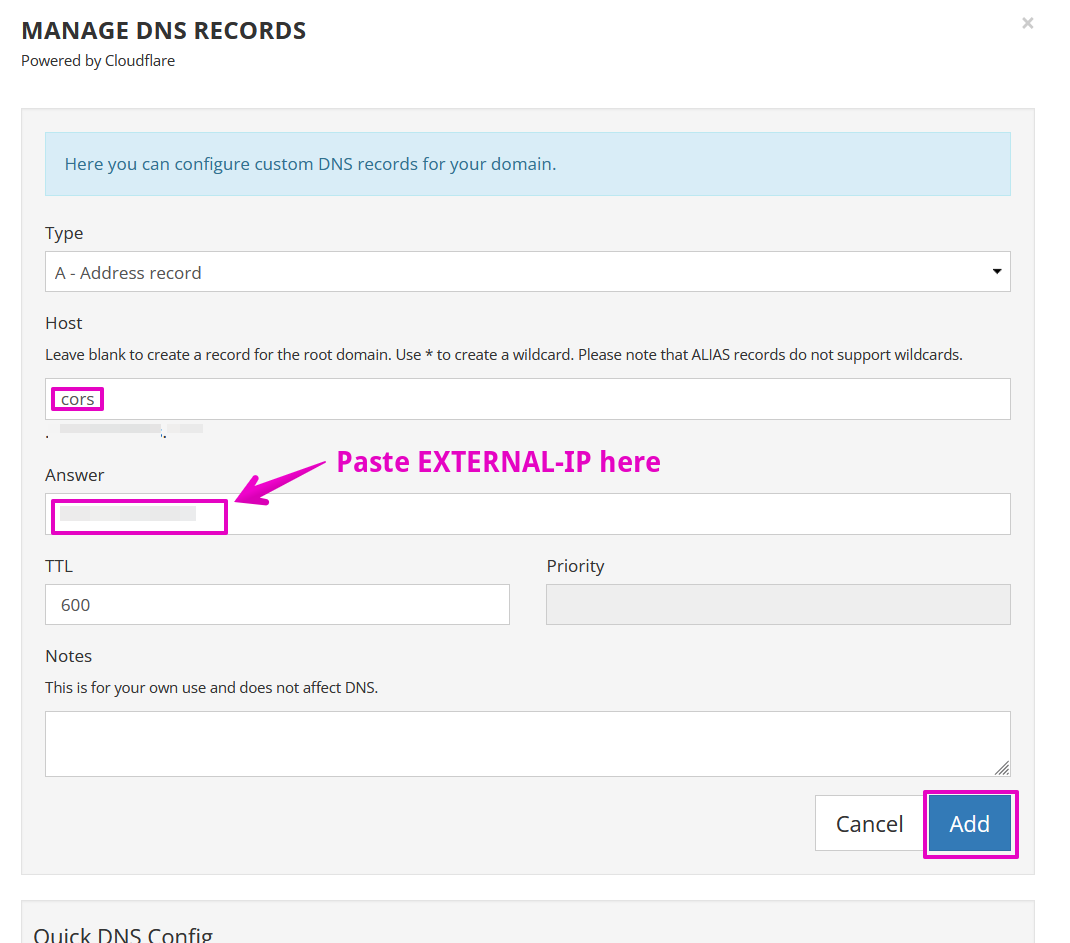 MANAGE DNS RECORDS
×
Powered by Cloudflare
Here you can configure custom DNS records for your domain.
Type
A - Address record
Host
Leave blank to create a record for the root domain. Use * to create a wildcard. Please note that ALIAS records do not support wildcards.
cors
Paste EXTERNAL-IP here
Answer
TTL
Priority
600
Notes
This is for your own use and does not affect DNS.
Cancel
Add
Quick DNS Config